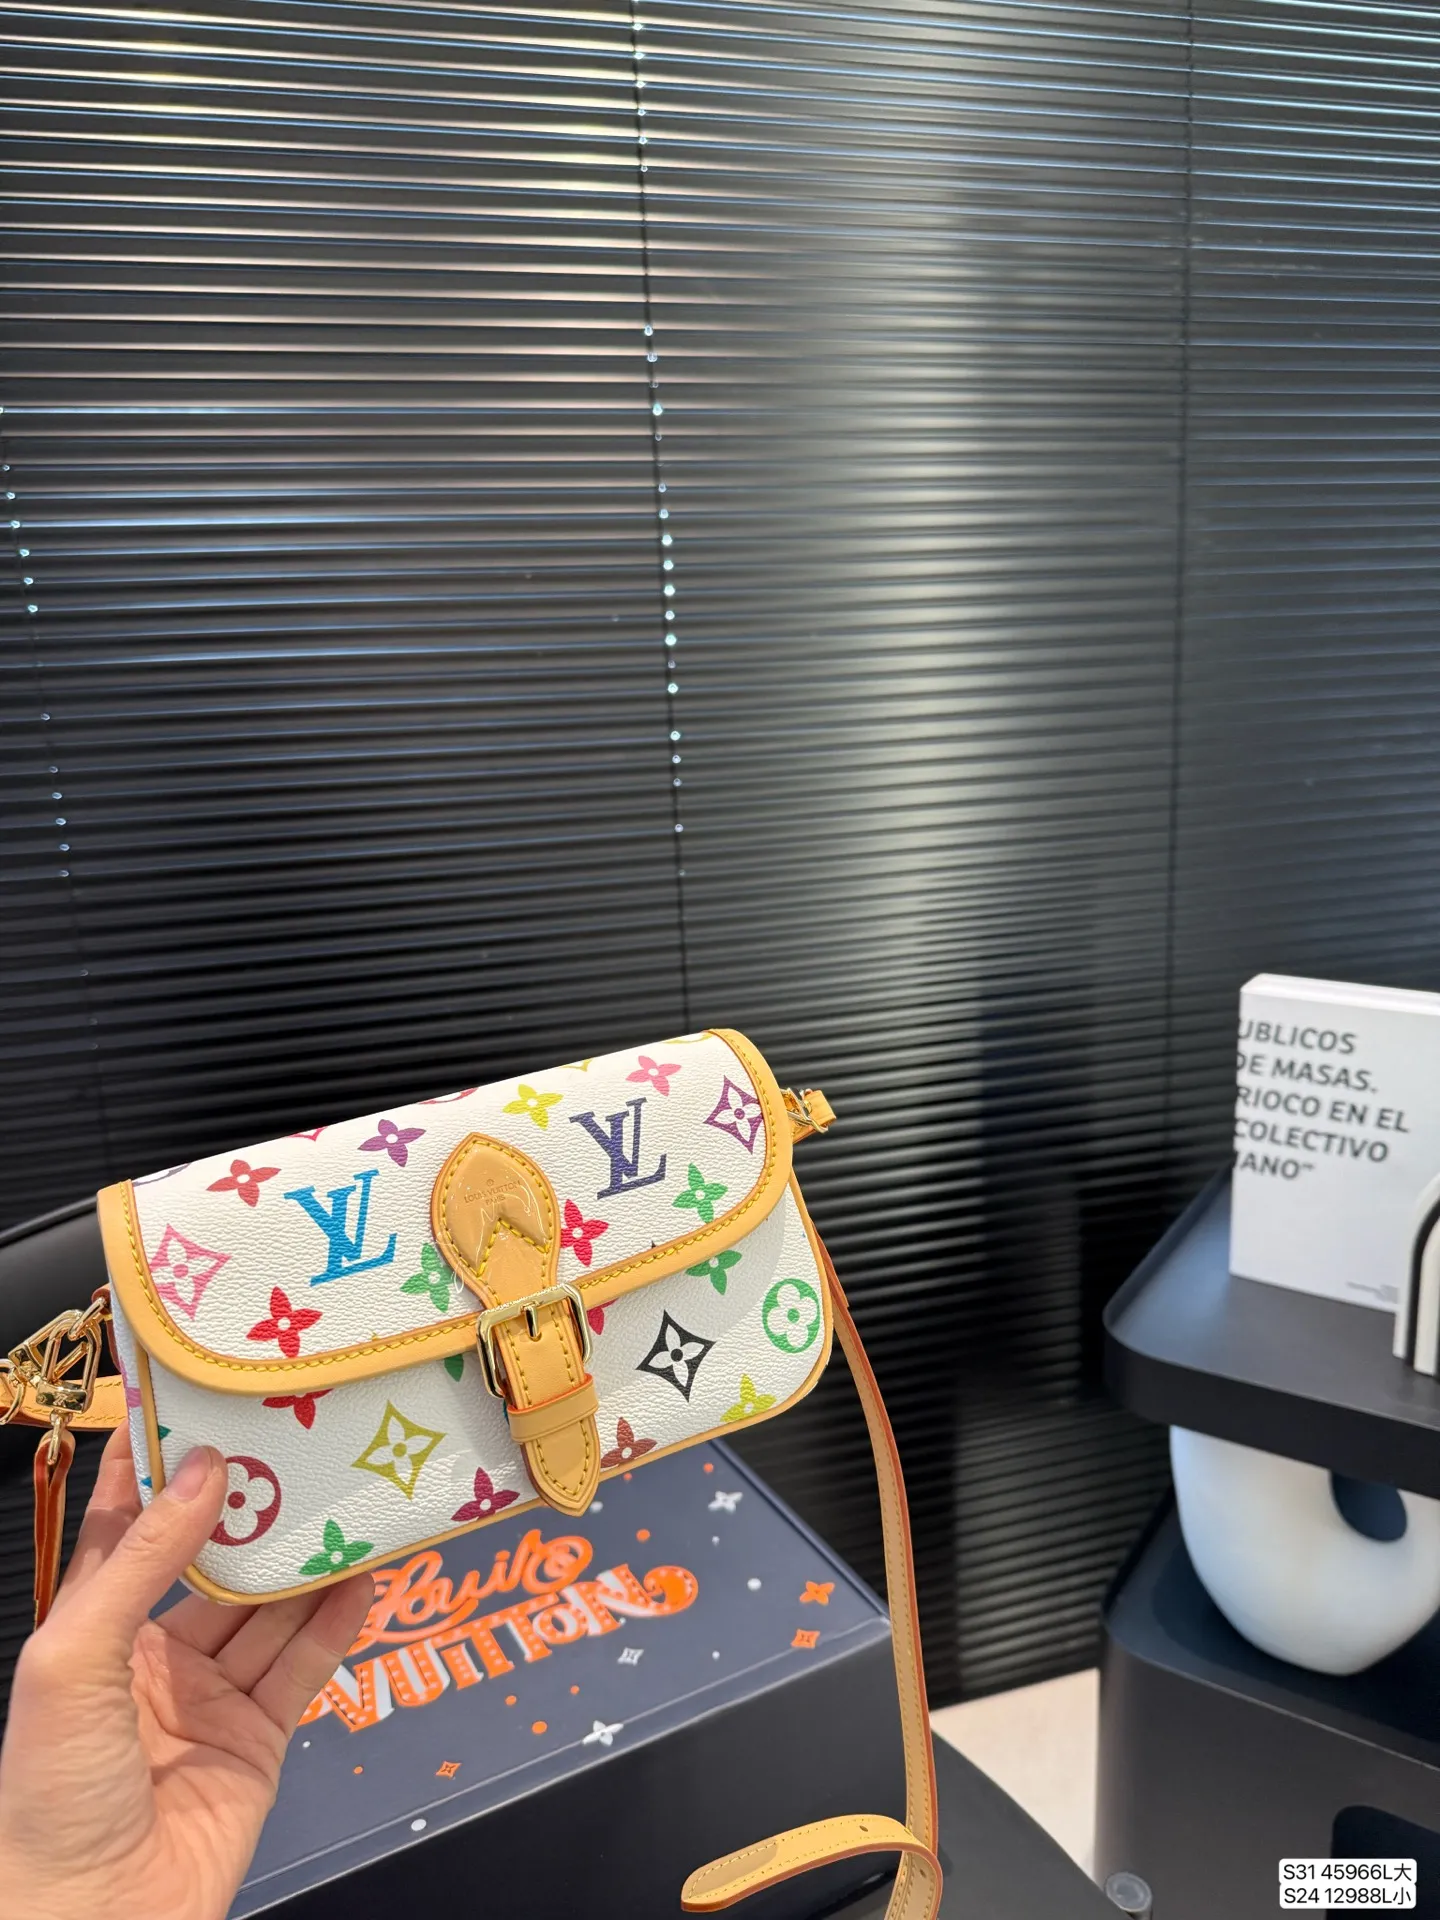 LV
LV
LOUIS VUITTON
PARIS
UBLICOS
DE MASAS.
RIOCO EN EL
COLECTIVO
IANO"
Louis
VUITTON
S31 45966L大
S24 12988L小